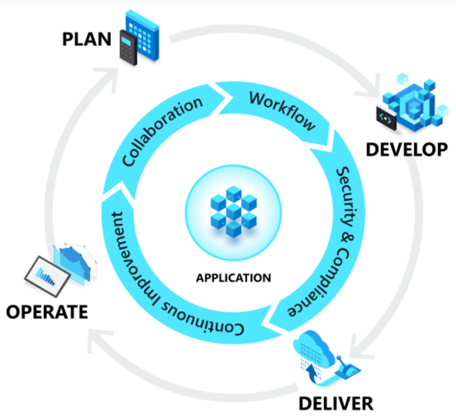 PLAN
Collaboration
Workflow
DEVELOP
Security & Compliance
APPLICATION
Continuous Improvement
OPERATE
DELIVER